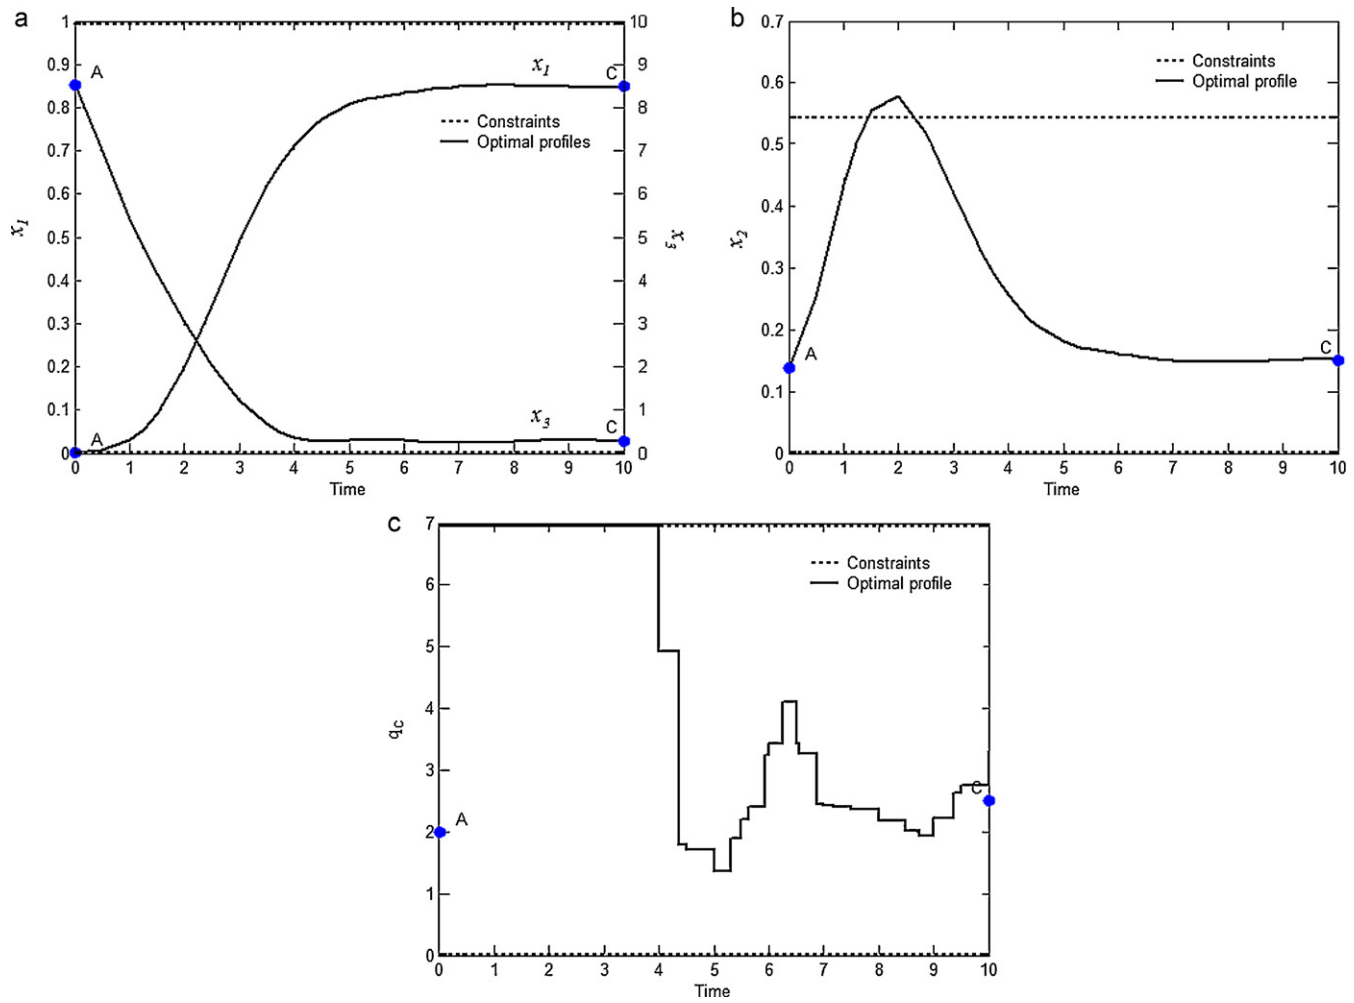 a
1
0.9
0.8
0.7
0.6
0.5
0.4
0.3
0.2
0.1
0
10
9
8
7
6
5
4
3
2
1
0
A
x1
C
Constraints
Optimal profiles
x1
x3
A
x3
C
0 1 2 3 4 5 6 7 8 9 10
Time
b
0.7
0.6
0.5
0.4
0.3
0.2
0.1
0
Constraints
Optimal profile
x2
A
C
0 1 2 3 4 5 6 7 8 9 10
Time
c
7
6
5
4
3
2
1
0
Constraints
Optimal profile
qc
A
C
0 1 2 3 4 5 6 7 8 9 10
Time